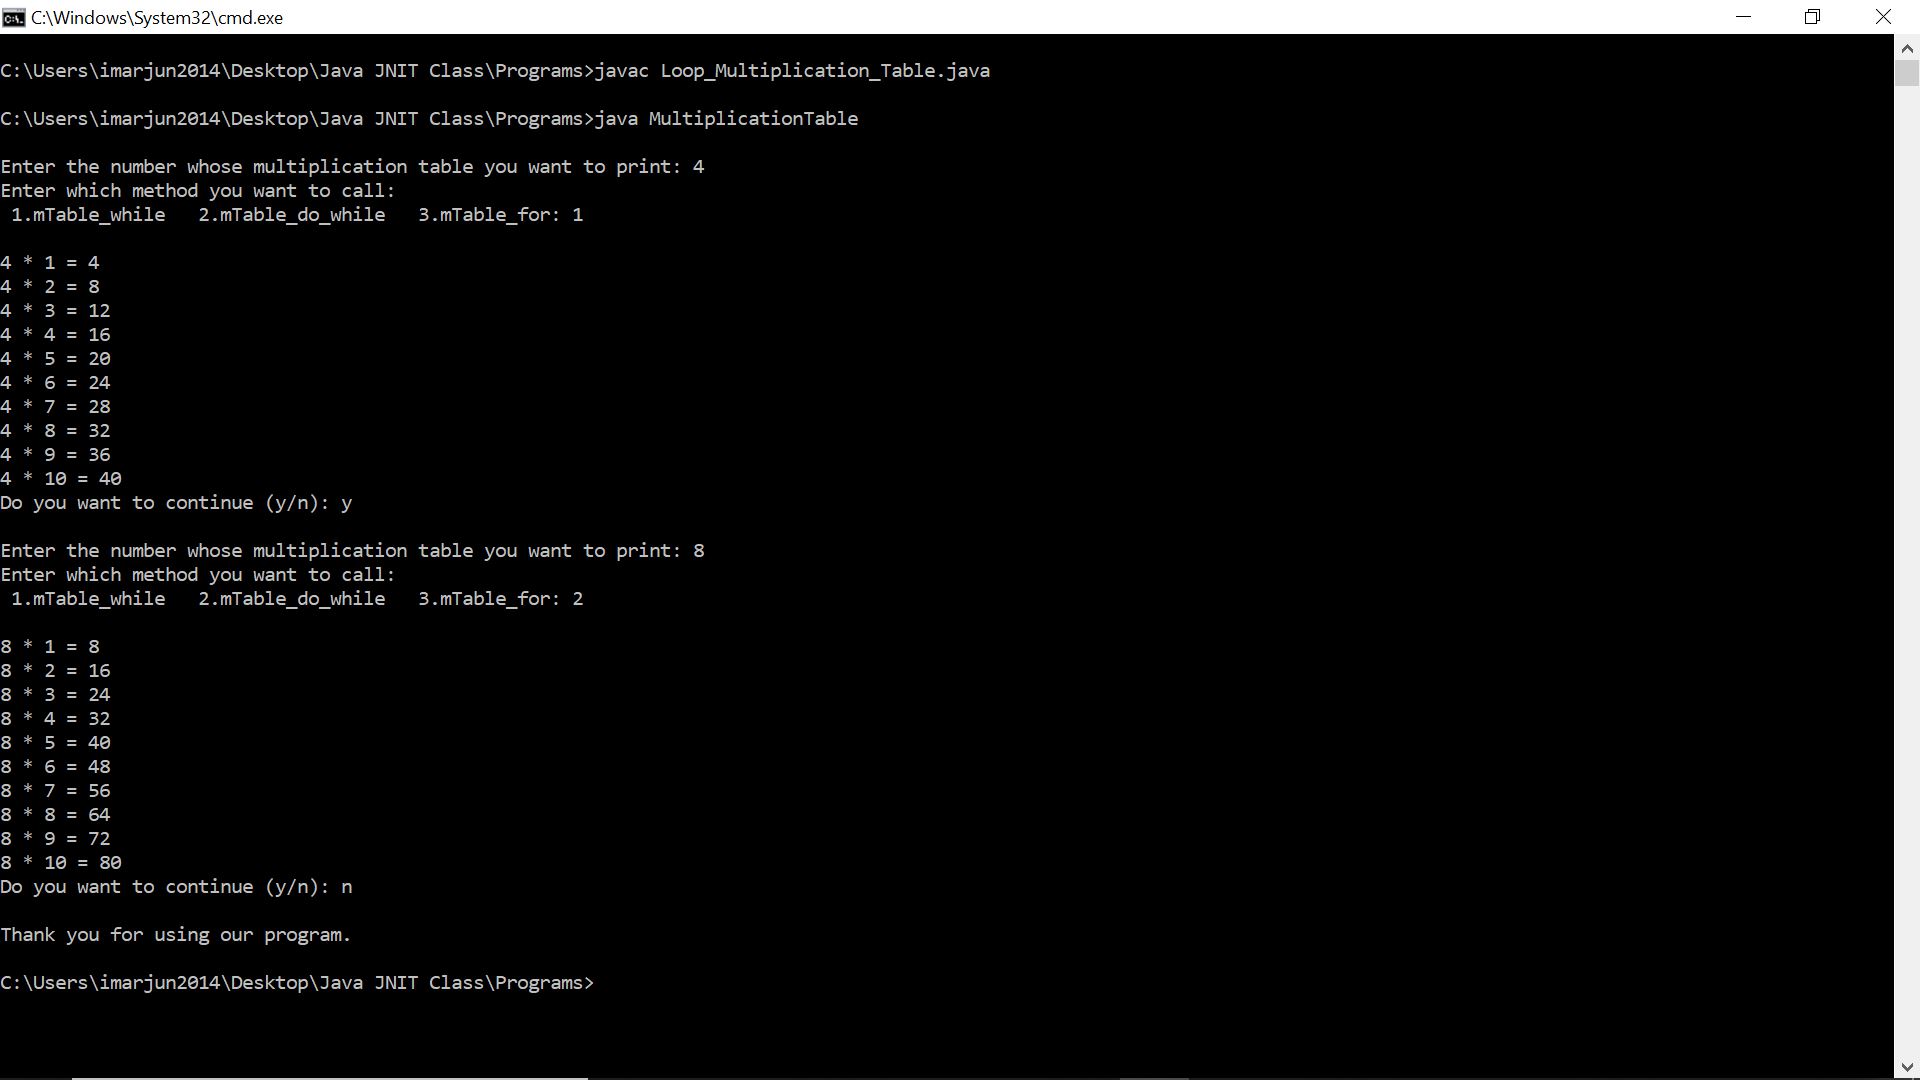 C:\Windows\System32\cmd.exe
C:\Users\imarjun2014\Desktop\Java JNIT Class\Programs>javac Loop_Multiplication_Table.java
C:\Users\imarjun2014\Desktop\Java JNIT Class\Programs>java MultiplicationTable
Enter the number whose multiplication table you want to print: 4
Enter which method you want to call:
 1.mTable_while   2.mTable_do_while   3.mTable_for: 1
4 * 1 = 4
4 * 2 = 8
4 * 3 = 12
4 * 4 = 16
4 * 5 = 20
4 * 6 = 24
4 * 7 = 28
4 * 8 = 32
4 * 9 = 36
4 * 10 = 40
Do you want to continue (y/n): y
Enter the number whose multiplication table you want to print: 8
Enter which method you want to call:
 1.mTable_while   2.mTable_do_while   3.mTable_for: 2
8 * 1 = 8
8 * 2 = 16
8 * 3 = 24
8 * 4 = 32
8 * 5 = 40
8 * 6 = 48
8 * 7 = 56
8 * 8 = 64
8 * 9 = 72
8 * 10 = 80
Do you want to continue (y/n): n
Thank you for using our program.
C:\Users\imarjun2014\Desktop\Java JNIT Class\Programs>